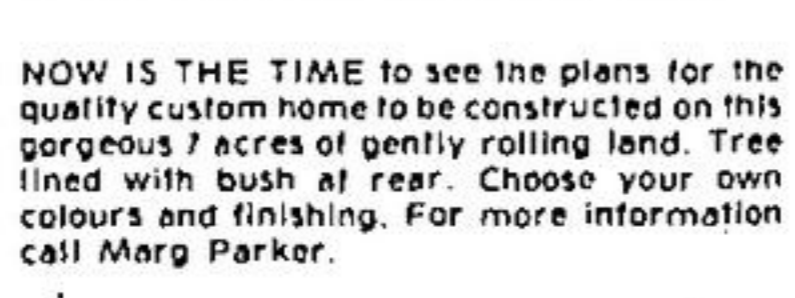 NOW IS THE TIME to see the plans for the
quality custom home to be constructed on this
gorgeous 7 acres of gently rolling land. Tree
lined with bush at rear. Choose your own
colours and finishing. For more information
call Marg Parker.